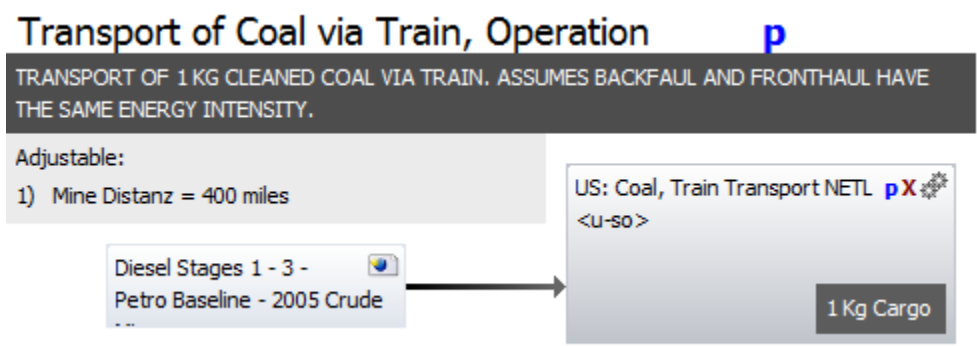 Transport of Coal via Train, Operation p
TRANSPORT OF 1 KG CLEANED COAL VIA TRAIN. ASSUMES BACKFAUL AND FRONTHAUL HAVE
THE SAME ENERGY INTENSITY.
Adjustable:
1) Mine Distanz = 400 miles
US: Coal, Train Transport NETL p X
<u-so>
Diesel Stages 1 - 3 -
Petro Baseline - 2005 Crude
1 Kg Cargo